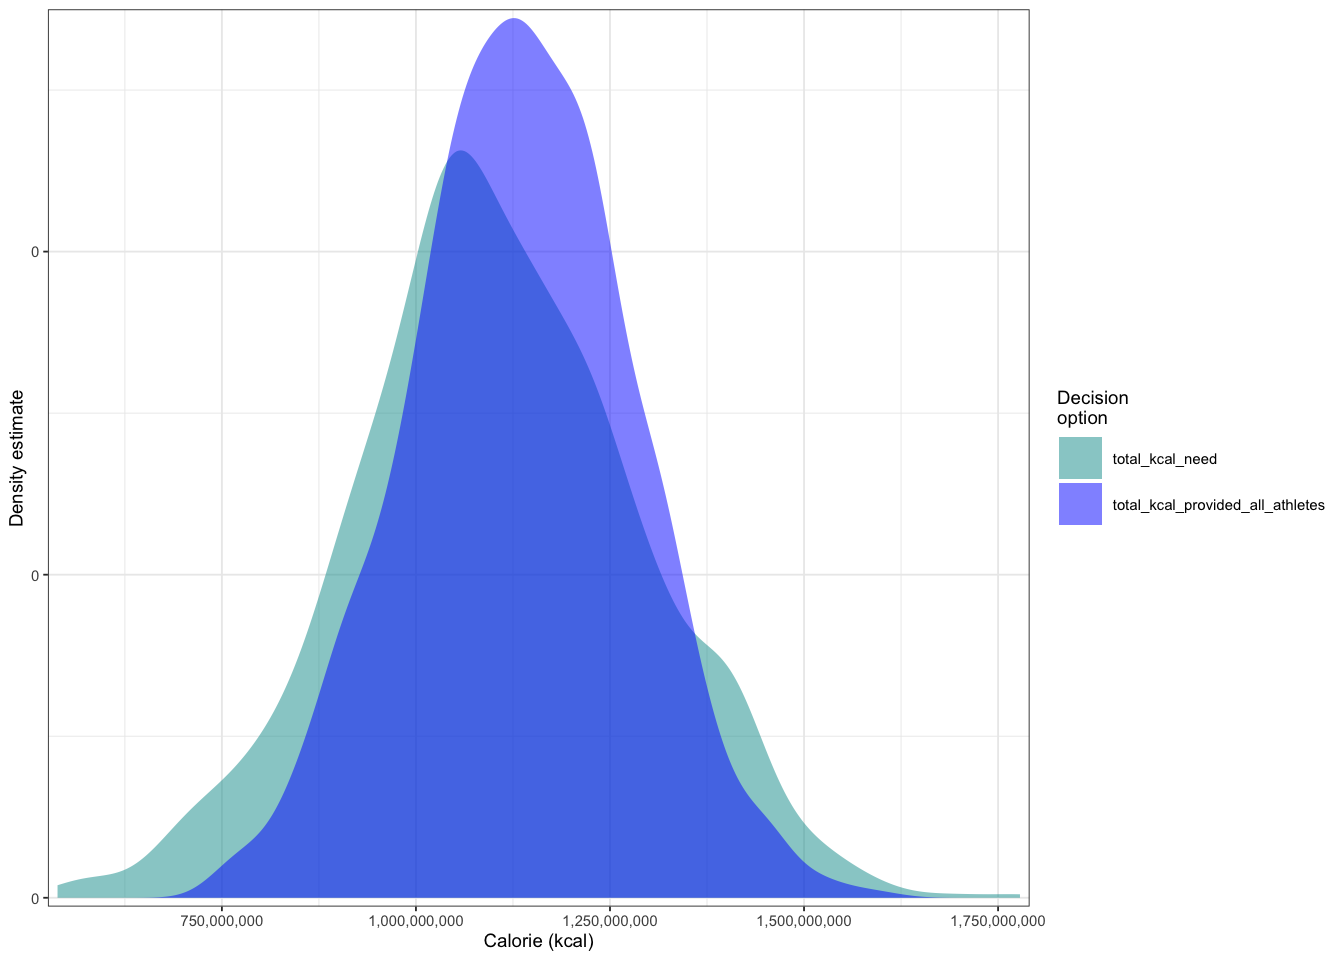 Density estimate
0
0
0
750,000,000
1,000,000,000
1,250,000,000
1,500,000,000
1,750,000,000
Calorie (kcal)
Decision
option
total_kcal_need
total_kcal_provided_all_athletes